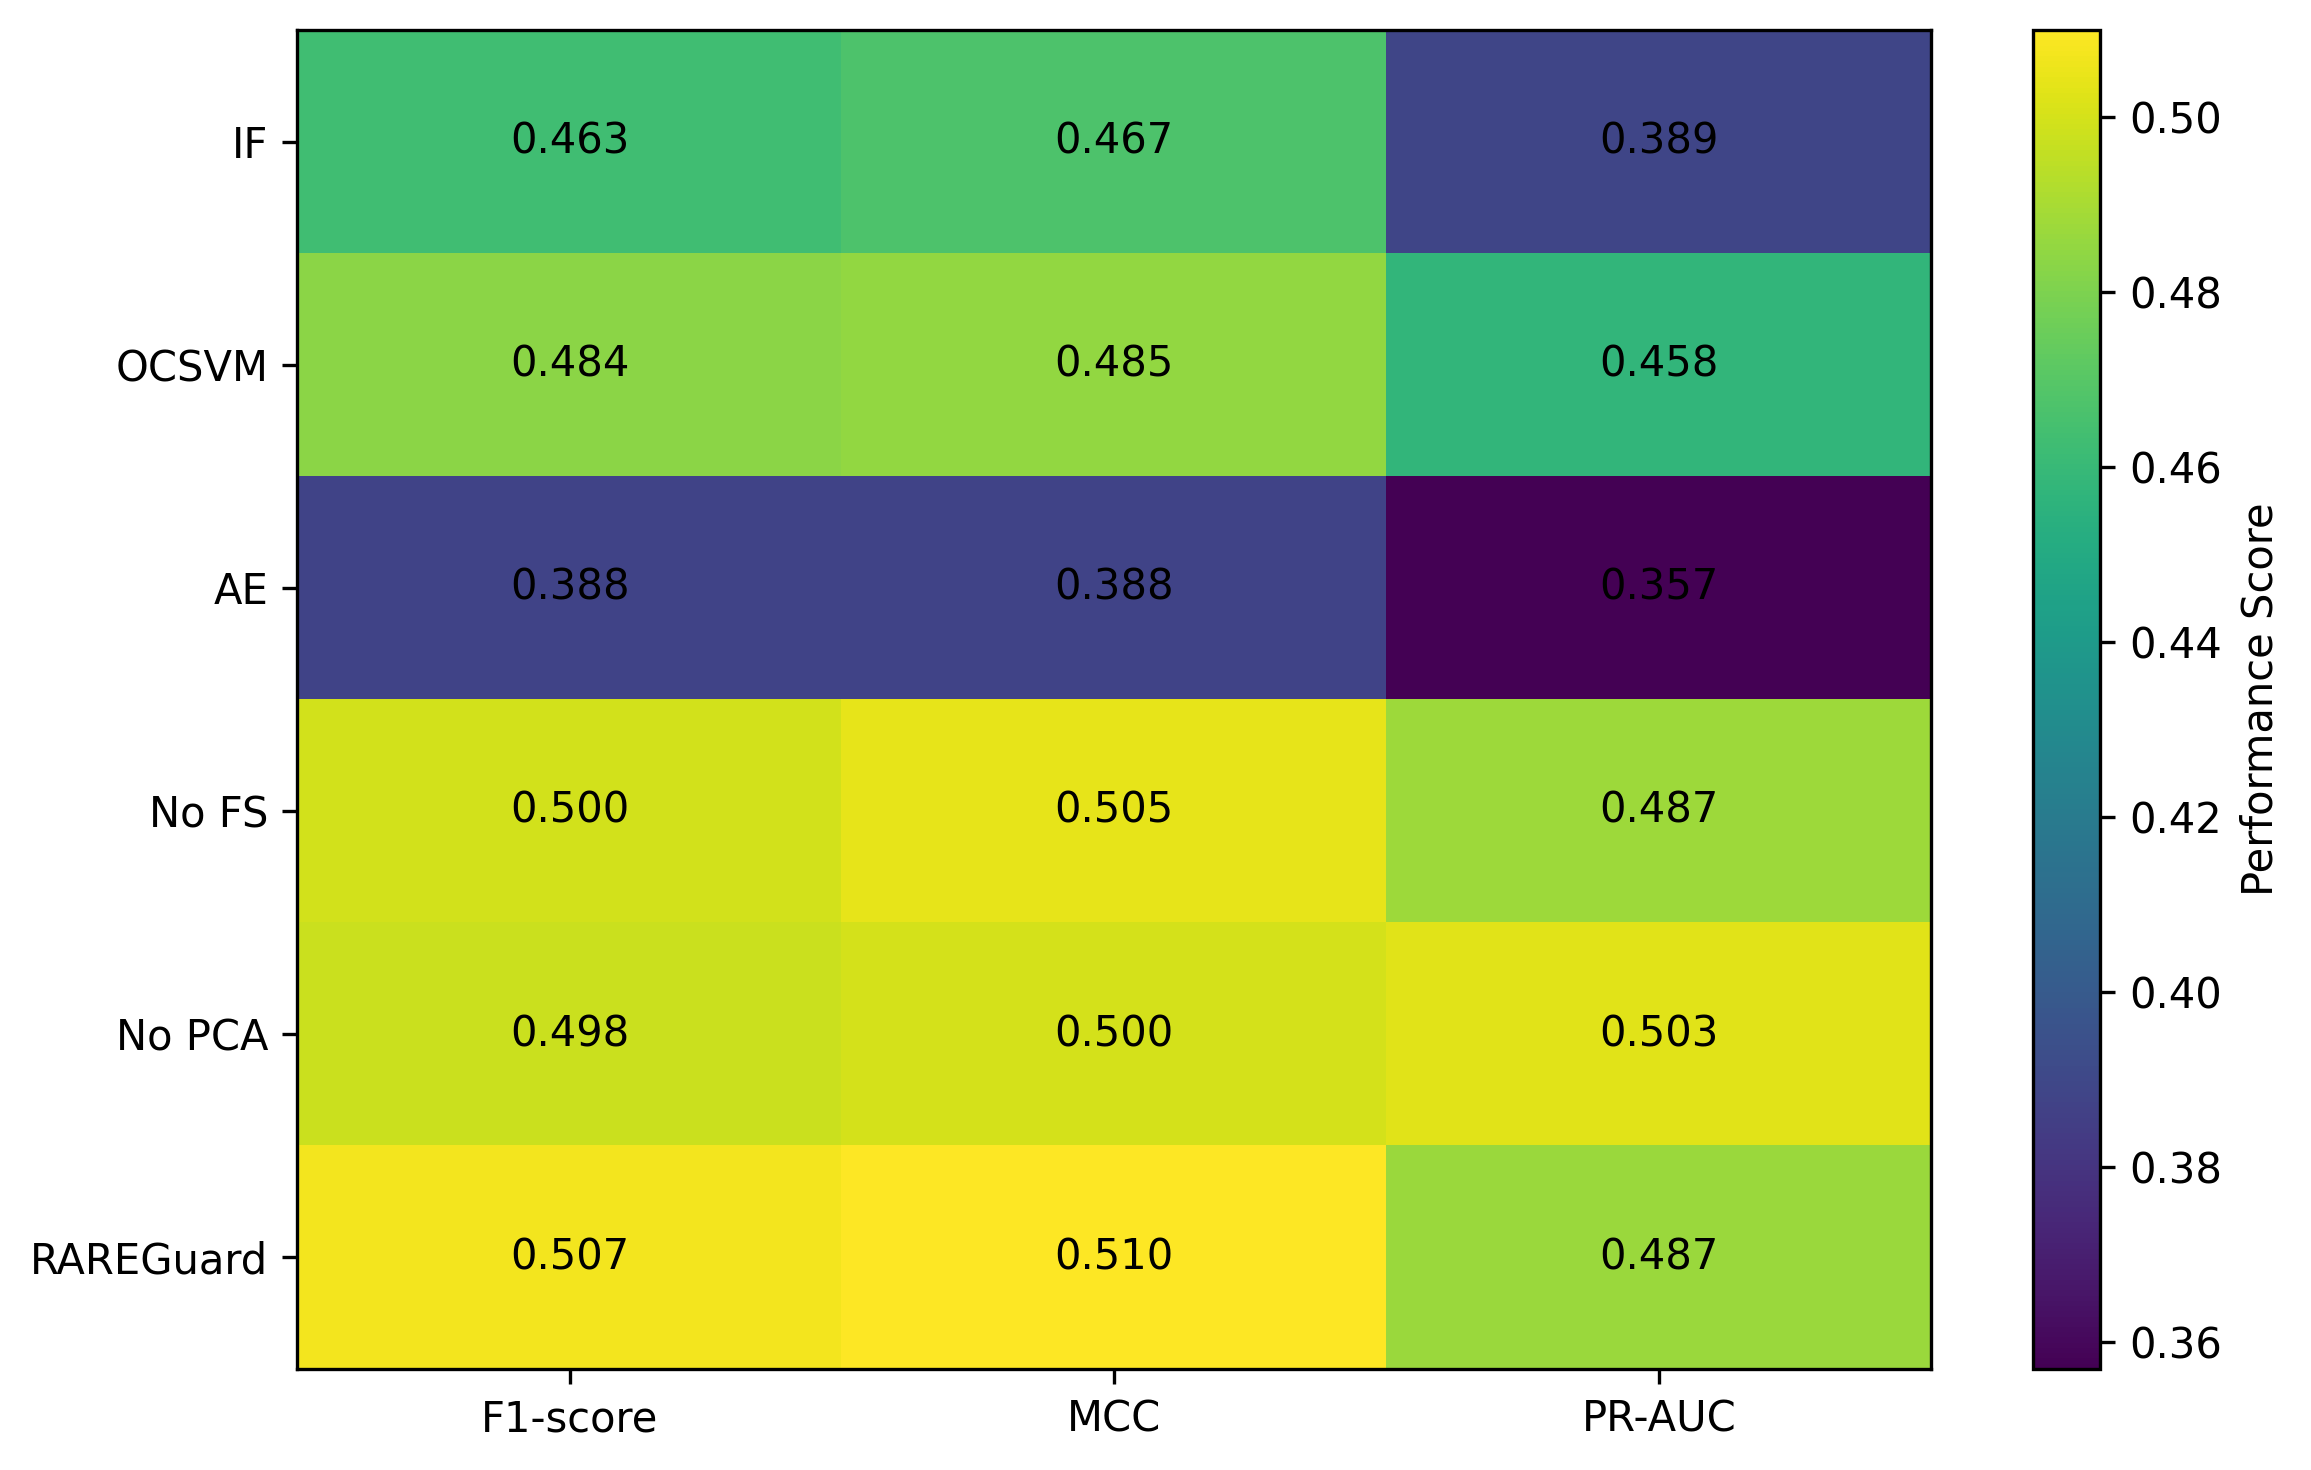 IF 0.463 0.467 0.389
OCSVM 0.484 0.485 0.458
AE 0.388 0.388 0.357
No FS 0.500 0.505 0.487
No PCA 0.498 0.500 0.503
RAREGuard 0.507 0.510 0.487
F1-score MCC PR-AUC
0.50
0.48
0.46
0.44
0.42
0.40
0.38
0.36
Performance Score